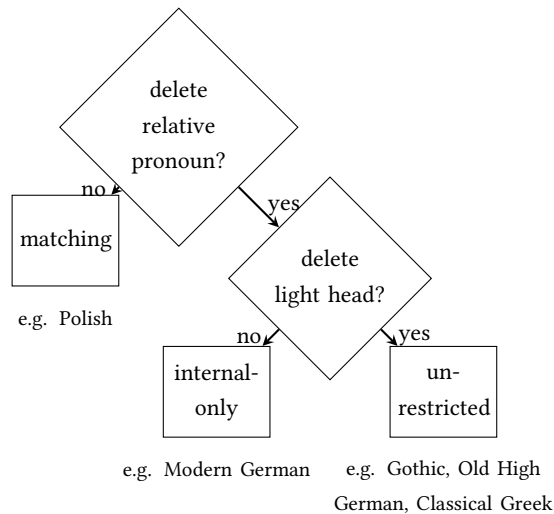 delete
relative
pronoun?
no
yes
matching
e.g. Polish
delete
light head?
no
yes
internal-
only
un-
restricted
e.g. Modern German
e.g. Gothic, Old High
German, Classical Greek